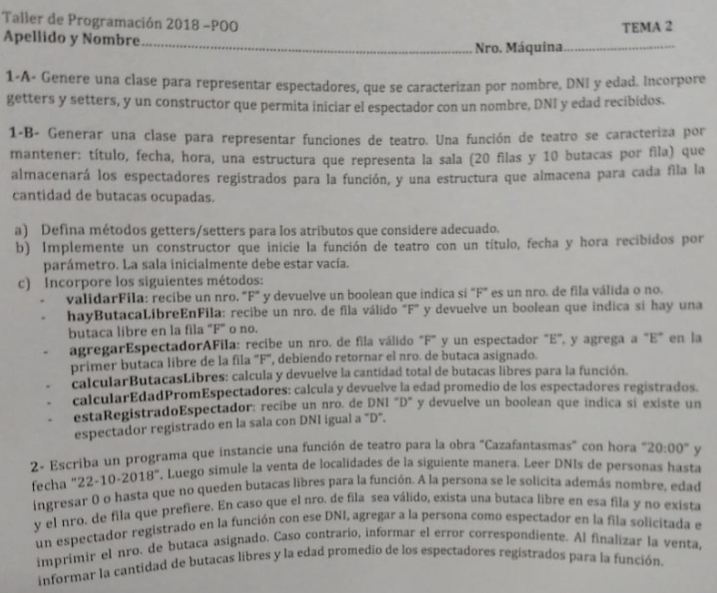 Taller de Programación 2018 –POO
TEMA 2
Apellido y Nombre........................................ Nro. Máquina....................
1-A- Genere una clase para representar espectadores, que se caracterizan por nombre, DNI y edad. Incorpore
getters y setters, y un constructor que permita iniciar el espectador con un nombre, DNI y edad recibidos.
1-B- Generar una clase para representar funciones de teatro. Una función de teatro se caracteriza por
mantener: título, fecha, hora, una estructura que representa la sala (20 filas y 10 butacas por fila) que
almacenará los espectadores registrados para la función, y una estructura que almacena para cada fila la
cantidad de butacas ocupadas.
a) Defina métodos getters/setters para los atributos que considere adecuado.
b) Implemente un constructor que inicie la función de teatro con un título, fecha y hora recibidos por
parámetro. La sala inicialmente debe estar vacía.
c) Incorpore los siguientes métodos:
- validarFila: recibe un nro. "F" y devuelve un boolean que indica si "F" es un nro. de fila válida o no.
- hayButacaLibreEnFila: recibe un nro. de fila válido "F" y devuelve un boolean que indica si hay una
butaca libre en la fila "F" o no.
- agregarEspectadorAFila: recibe un nro. de fila válido "F" y un espectador "E", y agrega a "E" en la
primer butaca libre de la fila "F", debiendo retornar el nro. de butaca asignado.
- calcularButacasLibres: calcula y devuelve la cantidad total de butacas libres para la función.
- calcularEdadPromEspectadores: calcula y devuelve la edad promedio de los espectadores registrados.
- estaRegistradoEspectador: recibe un nro. de DNI "D" y devuelve un boolean que indica si existe un
espectador registrado en la sala con DNI igual a "D".
2- Escriba un programa que instancie una función de teatro para la obra "Cazafantasmas" con hora "20:00" y
fecha "22-10-2018". Luego simule la venta de localidades de la siguiente manera. Leer DNIs de personas hasta
ingresar 0 o hasta que no queden butacas libres para la función. A la persona se le solicita además nombre, edad
y el nro. de fila que prefiere. En caso que el nro. de fila sea válido, exista una butaca libre en esa fila y no exista
un espectador registrado en la función con ese DNI, agregar a la persona como espectador en la fila solicitada e
imprimir el nro. de butaca asignado. Caso contrario, informar el error correspondiente. Al finalizar la venta,
informar la cantidad de butacas libres y la edad promedio de los espectadores registrados para la función.